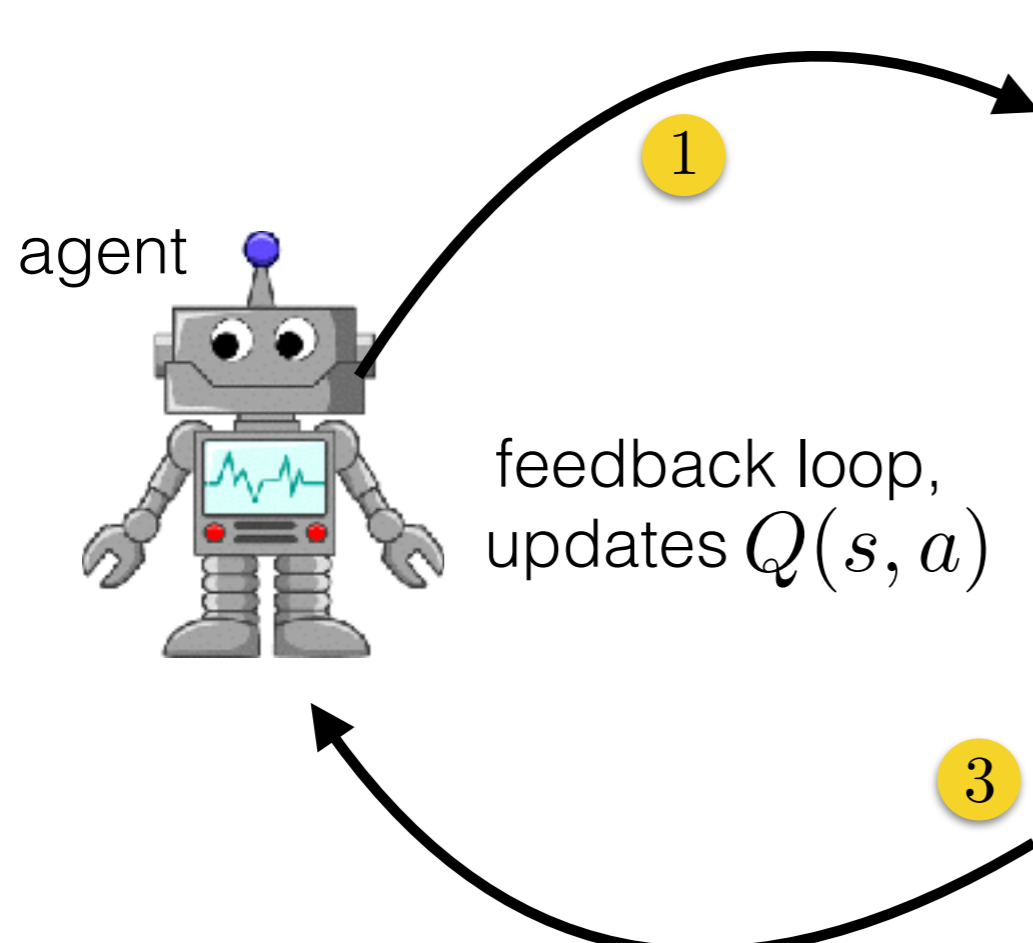 1
agent
feedback loop,
updates Q(s, a)
3